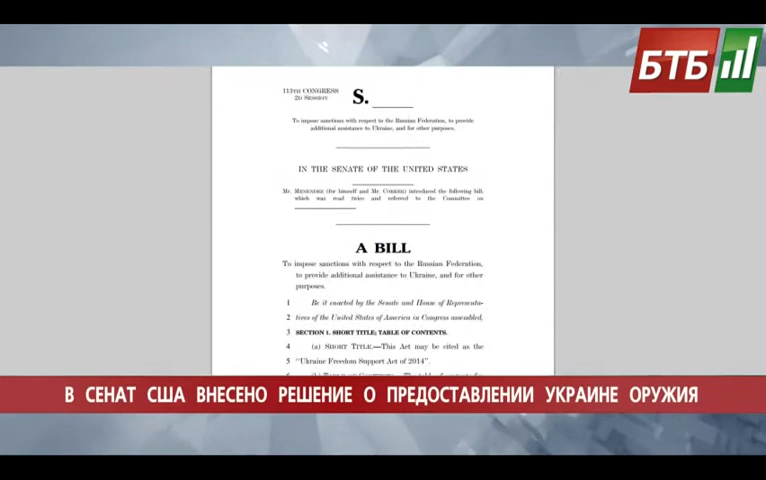 БТБ
113TH CONGRESS
2D SESSION
S.
To impose sanctions with respect to the Russian Federation, to provide
additional assistance to Ukraine, and for other purposes.
IN THE SENATE OF THE UNITED STATES
Mr. MENENDEZ (for himself and Mr. CORKER) introduced the following bill;
which was read twice and referred to the Committee on
A BILL
To impose sanctions with respect to the Russian Federation,
to provide additional assistance to Ukraine, and for other
purposes.
1 Be it enacted by the Senate and House of Representa-
2 tives of the United States of America in Congress assembled,
3 SECTION 1. SHORT TITLE; TABLE OF CONTENTS.
4 (a) SHORT TITLE.—This Act may be cited as the
5 “Ukraine Freedom Support Act of 2014”.
В СЕНАТ США ВНЕСЕНО РЕШЕНИЕ О ПРЕДОСТАВЛЕНИИ УКРАИНЕ ОРУЖИЯ